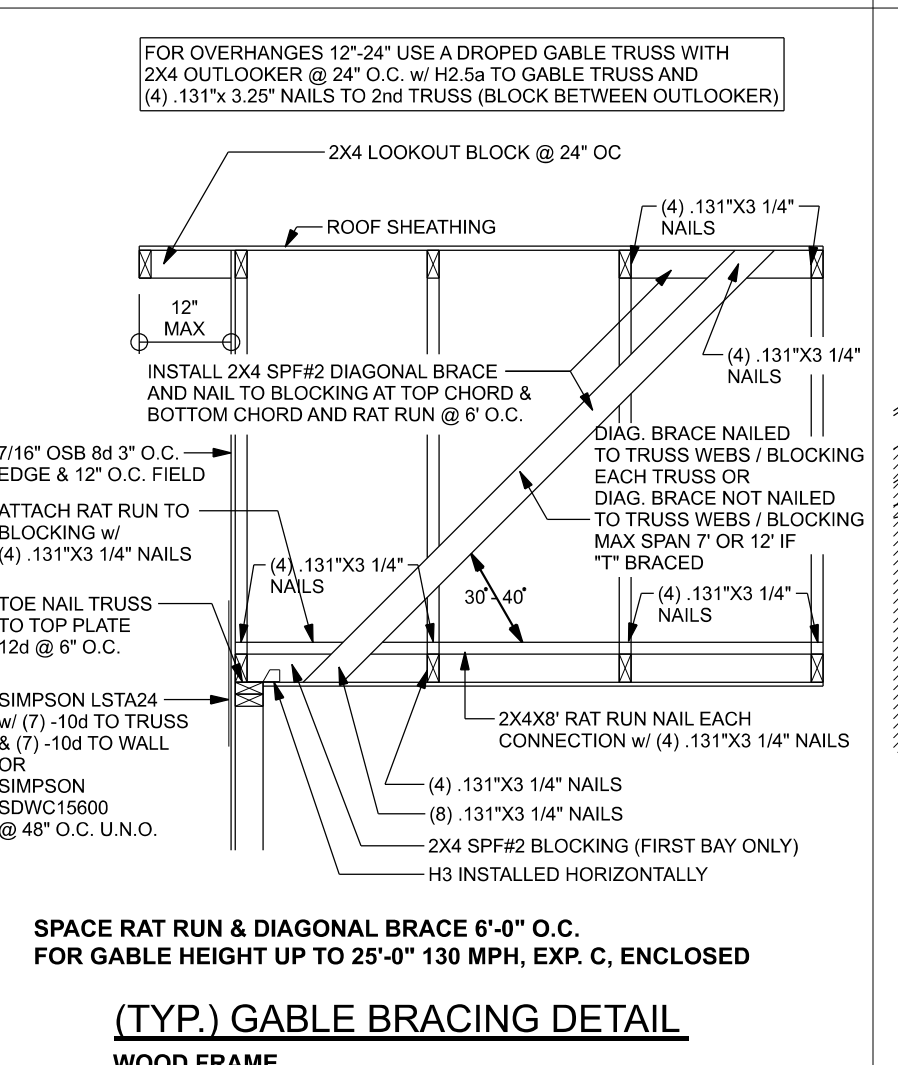 FOR OVERHANGES 12"-24" USE A DROPED GABLE TRUSS WITH
2X4 OUTLOOKER @ 24" O.C. w/ H2.5a TO GABLE TRUSS AND
(4) .131"x 3.25" NAILS TO 2nd TRUSS (BLOCK BETWEEN OUTLOOKER)
2X4 LOOKOUT BLOCK @ 24" OC
(4) .131"X3 1/4"
NAILS
ROOF SHEATHING
12"
MAX
(4) .131"X3 1/4"
NAILS
INSTALL 2X4 SPF#2 DIAGONAL BRACE
AND NAIL TO BLOCKING AT TOP CHORD &
BOTTOM CHORD AND RAT RUN @ 6' O.C.
DIAG. BRACE NAILED
TO TRUSS WEBS / BLOCKING
EACH TRUSS OR
DIAG. BRACE NOT NAILED
TO TRUSS WEBS / BLOCKING
MAX SPAN 7' OR 12' IF
"T" BRACED
7/16" OSB 8d 3" O.C.
EDGE & 12" O.C. FIELD
ATTACH RAT RUN TO
BLOCKING w/
(4) .131"X3 1/4" NAILS
(4) .131"X3 1/4"
NAILS
30° - 40°
(4) .131"X3 1/4"
NAILS
TOE NAIL TRUSS
TO TOP PLATE
12d @ 6" O.C.
SIMPSON LSTA24
w/ (7) -10d TO TRUSS
& (7) -10d TO WALL
OR
SIMPSON
SDWC15600
@ 48" O.C. U.N.O.
2X4X8' RAT RUN NAIL EACH
CONNECTION w/ (4) .131"X3 1/4" NAILS
(4) .131"X3 1/4" NAILS
(8) .131"X3 1/4" NAILS
2X4 SPF#2 BLOCKING (FIRST BAY ONLY)
H3 INSTALLED HORIZONTALLY
SPACE RAT RUN & DIAGONAL BRACE 6'-0" O.C.
FOR GABLE HEIGHT UP TO 25'-0" 130 MPH, EXP. C, ENCLOSED
(TYP.) GABLE BRACING DETAIL
WOOD FRAME